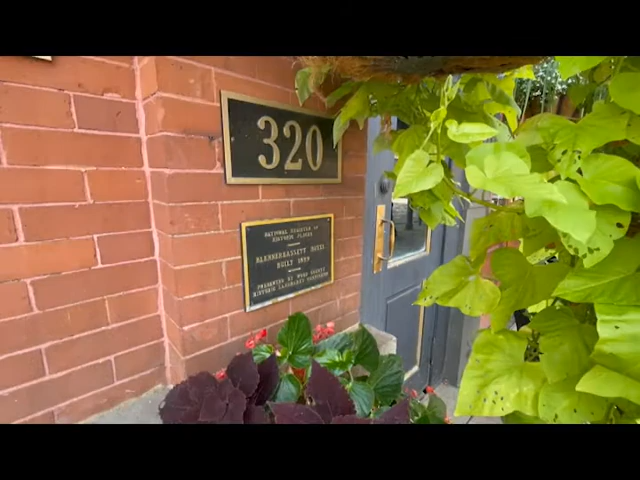 320
NATIONAL REGISTER OF
HISTORIC PLACES
BLENNERHASSETT HOTEL
BUILT 1889
PRESENTED BY WOOD COUNTY
HISTORIC LANDMARKS COMMISSION